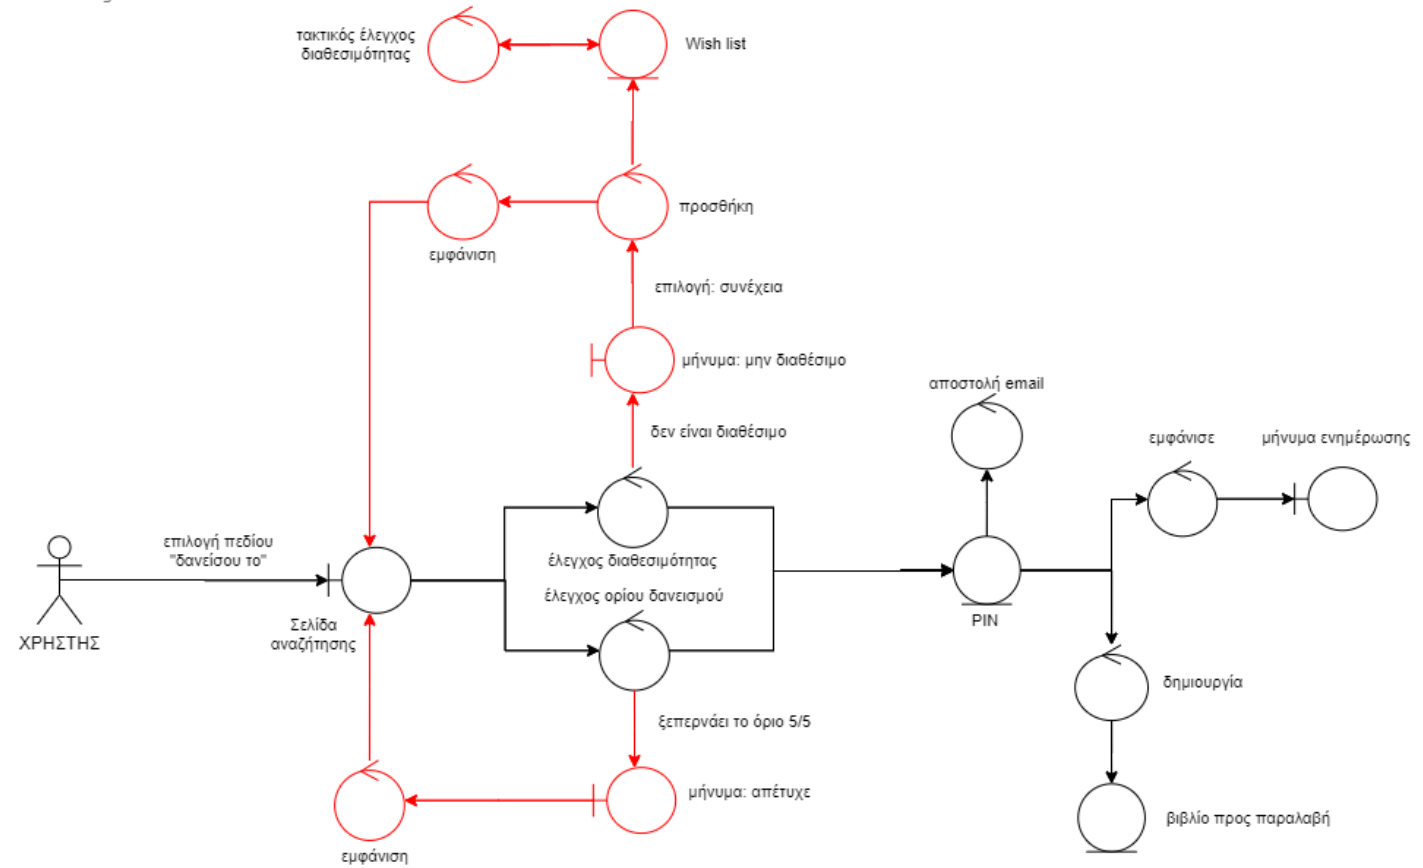 τακτικός έλεγχος
διαθεσιμότητας
Wish list
προσθήκη
εμφάνιση
επιλογή: συνέχεια
μήνυμα: μην διαθέσιμο
δεν είναι διαθέσιμο
αποστολή email
εμφάνισε
μήνυμα ενημέρωσης
επιλογή πεδίου
"δανείσου το"
έλεγχος διαθεσιμότητας
έλεγχος ορίου δανεισμού
ΧΡΗΣΤΗΣ
Σελίδα
αναζήτησης
PIN
δημιουργία
ξεπερνάει το όριο 5/5
μήνυμα: απέτυχε
βιβλίο προς παραλαβή
εμφάνιση